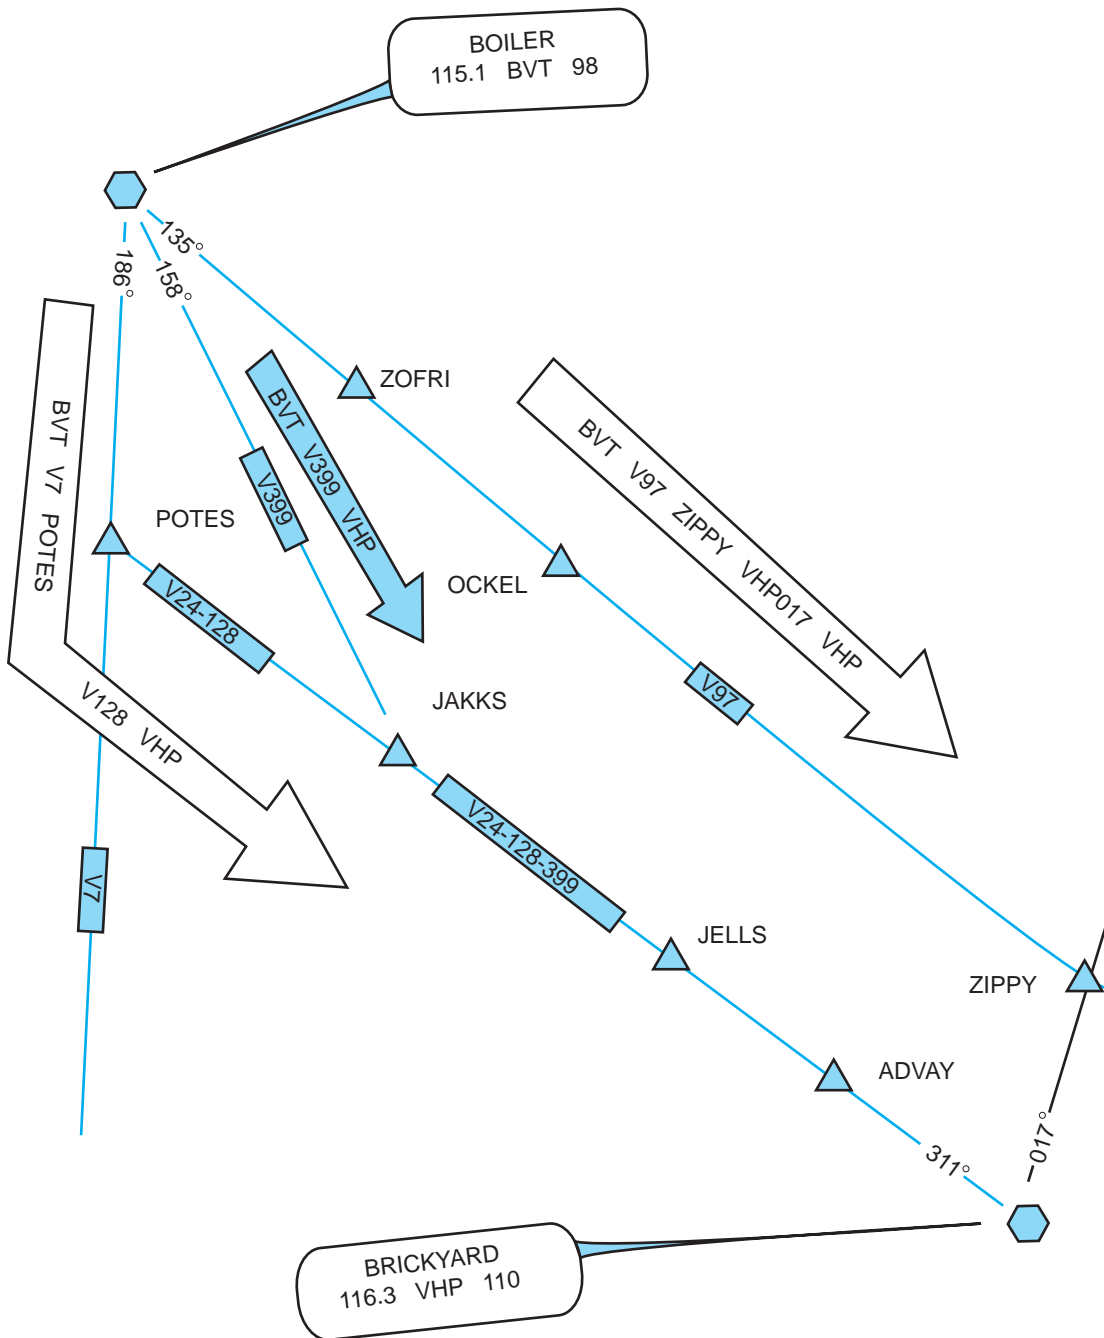 BOILER
115.1 BVT 98
135°
158°
186°
ZOFRI
BVT V399 VHP
BVT V97 ZIPPY VHP017 VHP
BVT V7 POTES
V128 VHP
V399
POTES
OCKEL
V24-128
V97
JAKKS
V24-128-399
V7
JELLS
ZIPPY
ADVAY
017°
311°
BRICKYARD
116.3 VHP 110